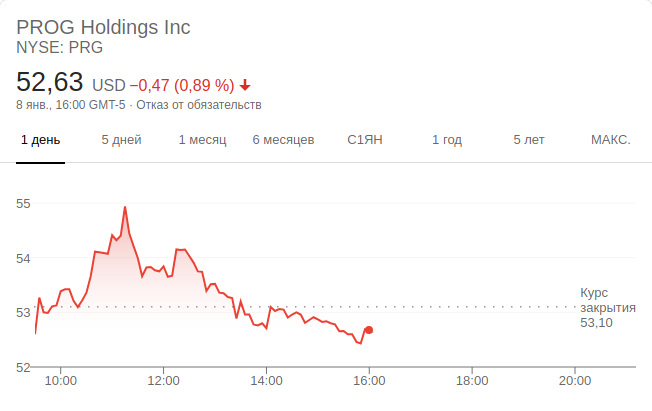 PROG Holdings Inc
NYSE: PRG
52,63 USD −0,47 (0,89 %)
8 янв., 16:00 GMT-5 · Отказ от обязательств
1 день 5 дней 1 месяц 6 месяцев С1ЯН 1 год 5 лет МАКС.
55
54
53
52
Курс
закрытия
53,10
10:00 12:00 14:00 16:00 18:00 20:00